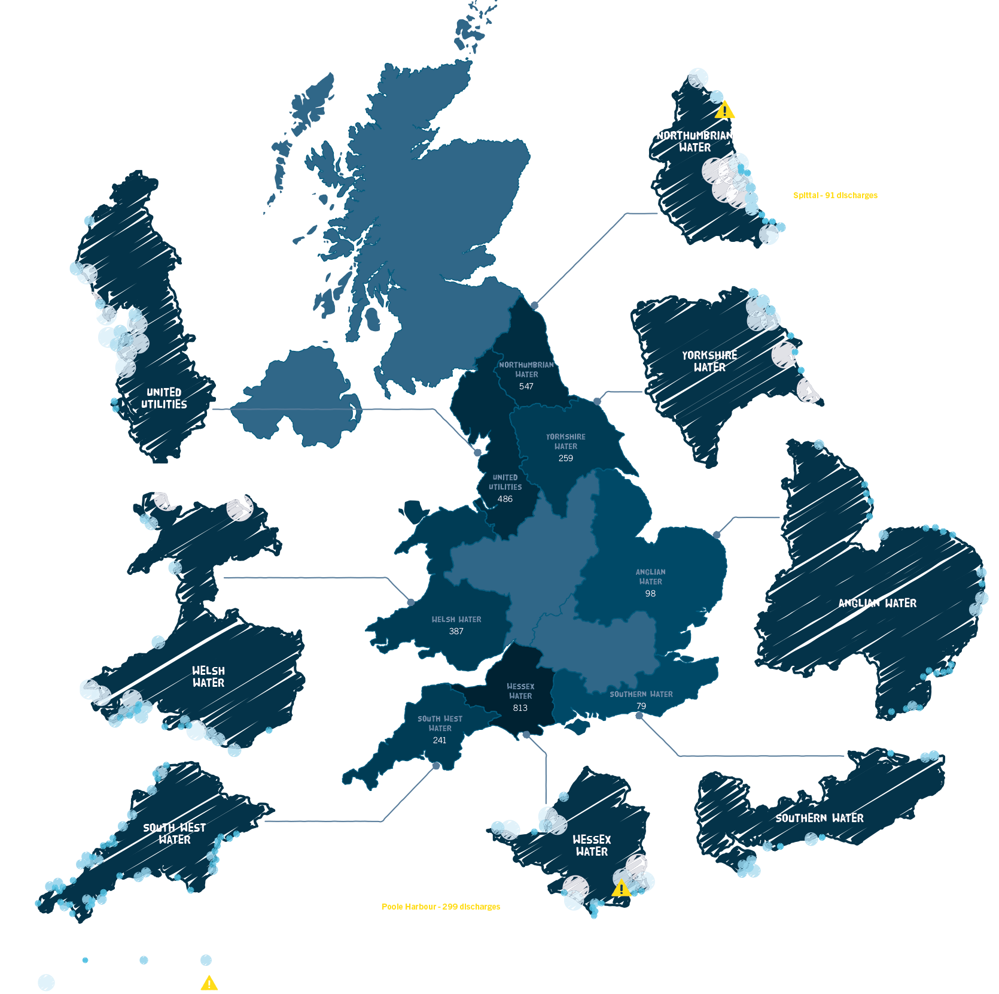 NORTHUMBRIAN
WATER
Spittal - 91 discharges
YORKSHIRE
WATER
NORTHUMBRIAN
WATER
547
UNITED
UTILITIES
YORKSHIRE
WATER
259
UNITED
UTILITIES
486
ANGLIAN
WATER
98
ANGLIAN WATER
WELSH WATER
387
WELSH
WATER
WESSEX
WATER
813
SOUTHERN WATER
79
SOUTH WEST
WATER
241
SOUTHERN WATER
SOUTH WEST
WATER
WESSEX
WATER
Poole Harbour - 299 discharges